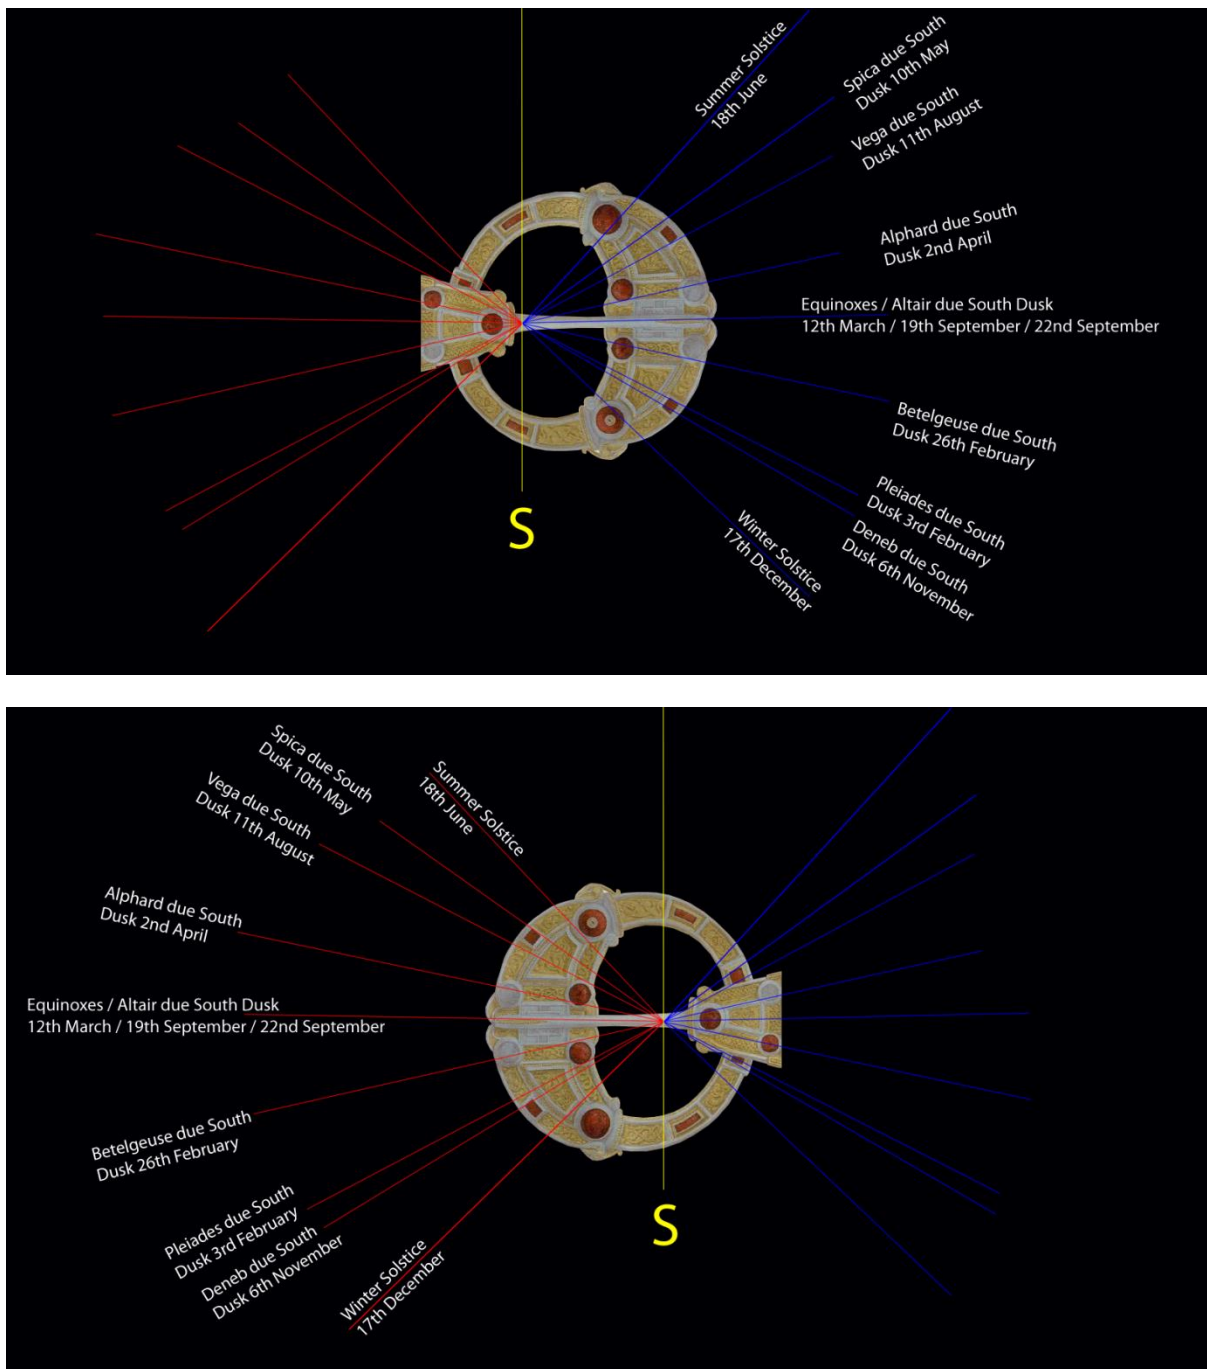 Summer Solstice
18th June
Spica due South
Dusk 10th May
Vega due South
Dusk 11th August
Alphard due South
Dusk 2nd April
Equinoxes / Altair due South Dusk
12th March / 19th September / 22nd September
Betelgeuse due South
Dusk 26th February
Pleiades due South
Dusk 3rd February
Deneb due South
Dusk 6th November
Winter Solstice
17th December
S
Spica due South
Dusk 10th May
Summer Solstice
18th June
Vega due South
Dusk 11th August
Alphard due South
Dusk 2nd April
Equinoxes / Altair due South Dusk
12th March / 19th September / 22nd September
Betelgeuse due South
Dusk 26th February
Pleiades due South
Dusk 3rd February
Deneb due South
Dusk 6th November
Winter Solstice
17th December
S